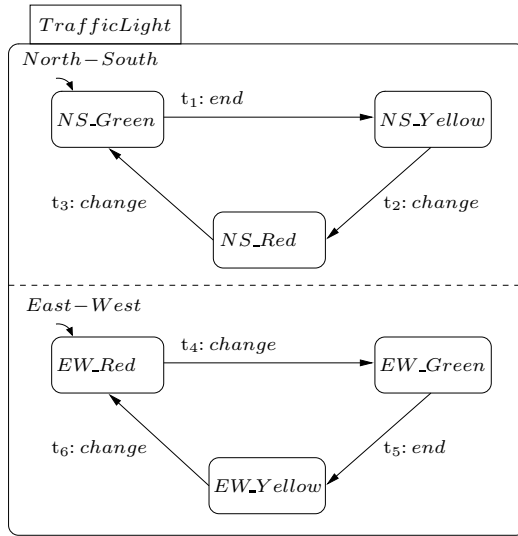 TrafficLight
North-South
t1: end
NS_Green
NS_Yellow
t3: change
t2: change
NS_Red
East-West
t4: change
EW_Red
EW_Green
t6: change
t5: end
EW_Yellow